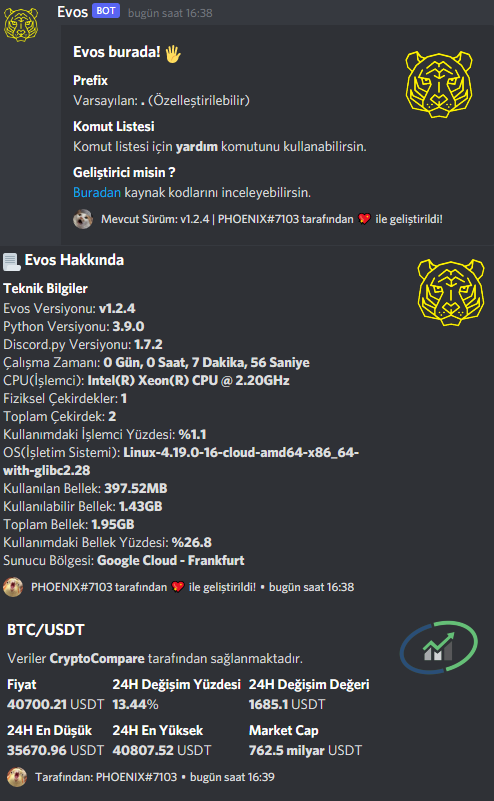 Evos BOT bugün saat 16:38
Evos burada! 🖐
Prefix
Varsayılan: . (Özelleştirilebilir)
Komut Listesi
Komut listesi için yardım komutunu kullanabilirsin.
Geliştirici misin ?
Buradan kaynak kodlarını inceleyebilirsin.
Mevcut Sürüm: v1.2.4 | PHOENIX#7103 tarafından 💖 ile geliştirildi!
📃 Evos Hakkında
Teknik Bilgiler
Evos Versiyonu: v1.2.4
Python Versiyonu: 3.9.0
Discord.py Versiyonu: 1.7.2
Çalışma Zamanı: 0 Gün, 0 Saat, 7 Dakika, 56 Saniye
CPU(İşlemci): Intel(R) Xeon(R) CPU @ 2.20GHz
Fiziksel Çekirdekler: 1
Toplam Çekirdek: 2
Kullanımdaki İşlemci Yüzdesi: %1.1
OS(İşletim Sistemi): Linux-4.19.0-16-cloud-amd64-x86_64-
with-glibc2.28
Kullanılan Bellek: 397.52MB
Kullanılabilir Bellek: 1.43GB
Toplam Bellek: 1.95GB
Kullanımdaki Bellek Yüzdesi: %26.8
Sunucu Bölgesi: Google Cloud - Frankfurt
PHOENIX#7103 tarafından 💖 ile geliştirildi! • bugün saat 16:38
BTC/USDT
Veriler CryptoCompare tarafından sağlanmaktadır.
Fiyat 24H Değişim Yüzdesi 24H Değişim Değeri
40700.21 USDT 13.44% 1685.1 USDT
24H En Düşük 24H En Yüksek Market Cap
35670.96 USDT 40807.52 USDT 762.5 milyar USDT
Tarafından: PHOENIX#7103 • bugün saat 16:39